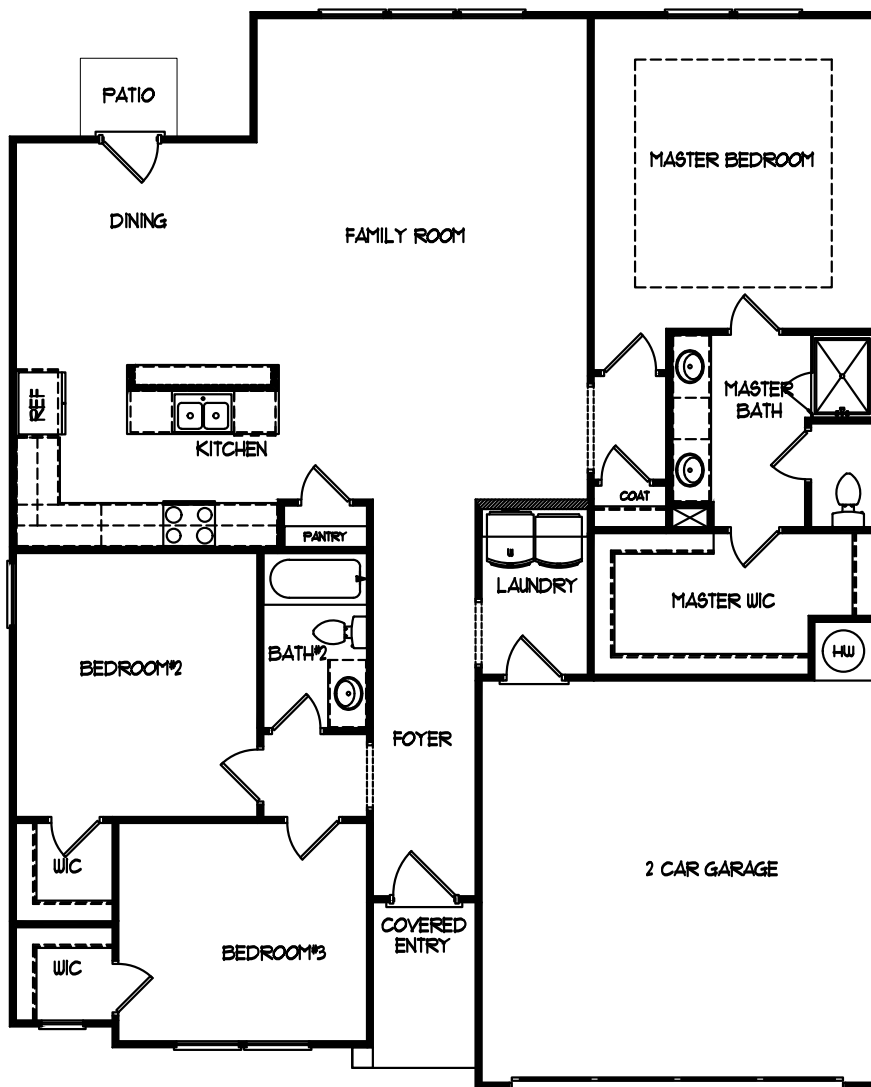 PATIO
DINING
FAMILY ROOM
MASTER BEDROOM
REF
KITCHEN
MASTER
BATH
COAT
PANTRY
LAUNDRY
MASTER WIC
BATH#2
BEDROOM#2
HW
FOYER
WIC
2 CAR GARAGE
COVERED
ENTRY
BEDROOM#3
WIC